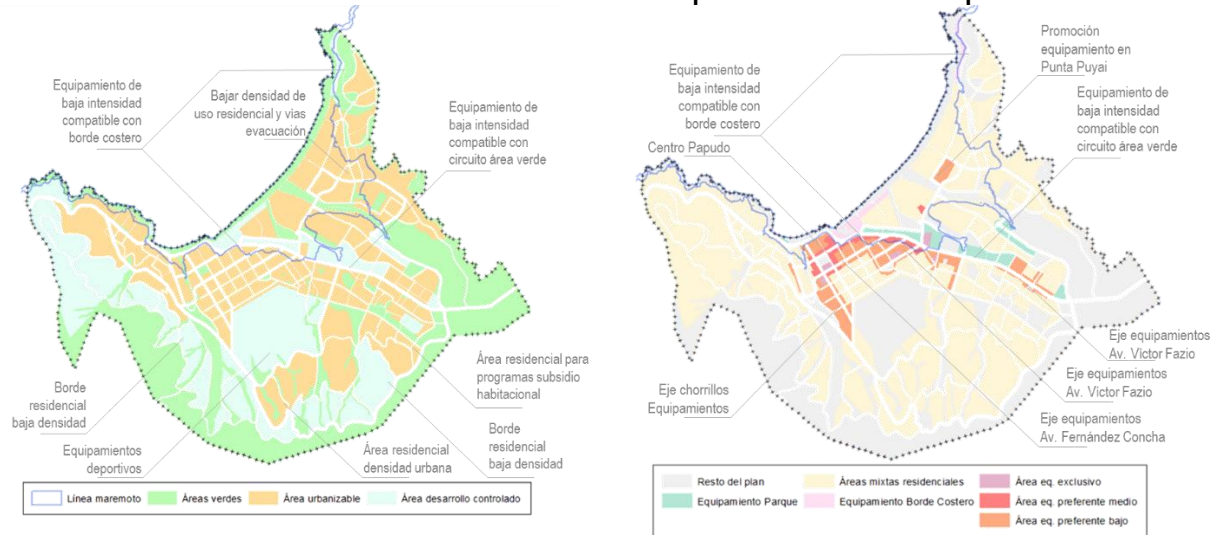 Equipamiento de
baja intensidad
compatible con
borde costero
Bajar densidad de
uso residencial y vías
evacuación
Equipamiento de
baja intensidad
compatible con
circuito área verde
Borde
residencial
baja densidad
Equipamientos
deportivos
Área residencial
densidad urbana
Borde
residencial
baja densidad
Área residencial para
programas subsidio
habitacional
Línea maremoto
Áreas verdes
Área urbanizable
Área desarrollo controlado
Promoción
equipamiento en
Punta Puyai
Equipamiento de
baja intensidad
compatible con
borde costero
Equipamiento de
baja intensidad
compatible con
circuito área verde
Centro Papudo
Eje chorrillos
Equipamientos
Eje equipamientos
Av. Víctor Fazio
Eje equipamientos
Av. Víctor Fazio
Eje equipamientos
Av. Fernández Concha
Resto del plan
Áreas mixtas residenciales
Área eq. exclusivo
Equipamiento Parque
Equipamiento Borde Costero
Área eq. preferente medio
Área eq. preferente bajo